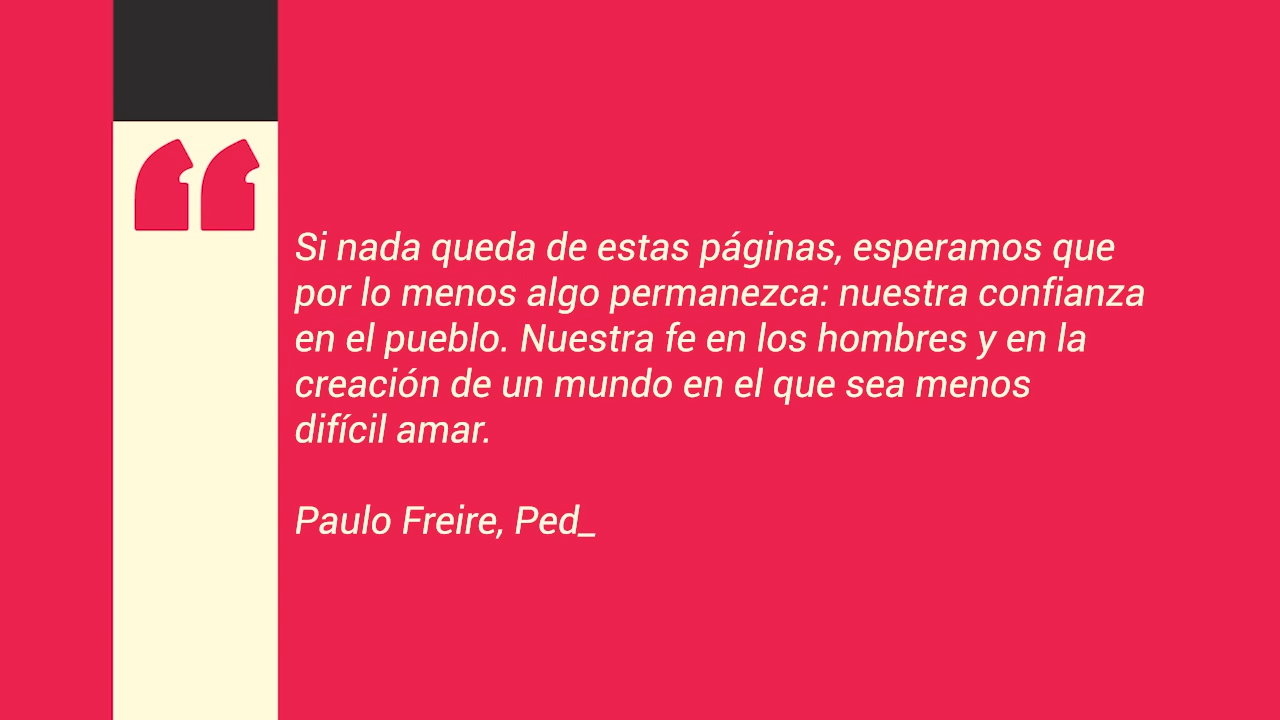 Si nada queda de estas páginas, esperamos que
por lo menos algo permanezca: nuestra confianza
en el pueblo. Nuestra fe en los hombres y en la
creación de un mundo en el que sea menos
difícil amar.
Paulo Freire, Ped_